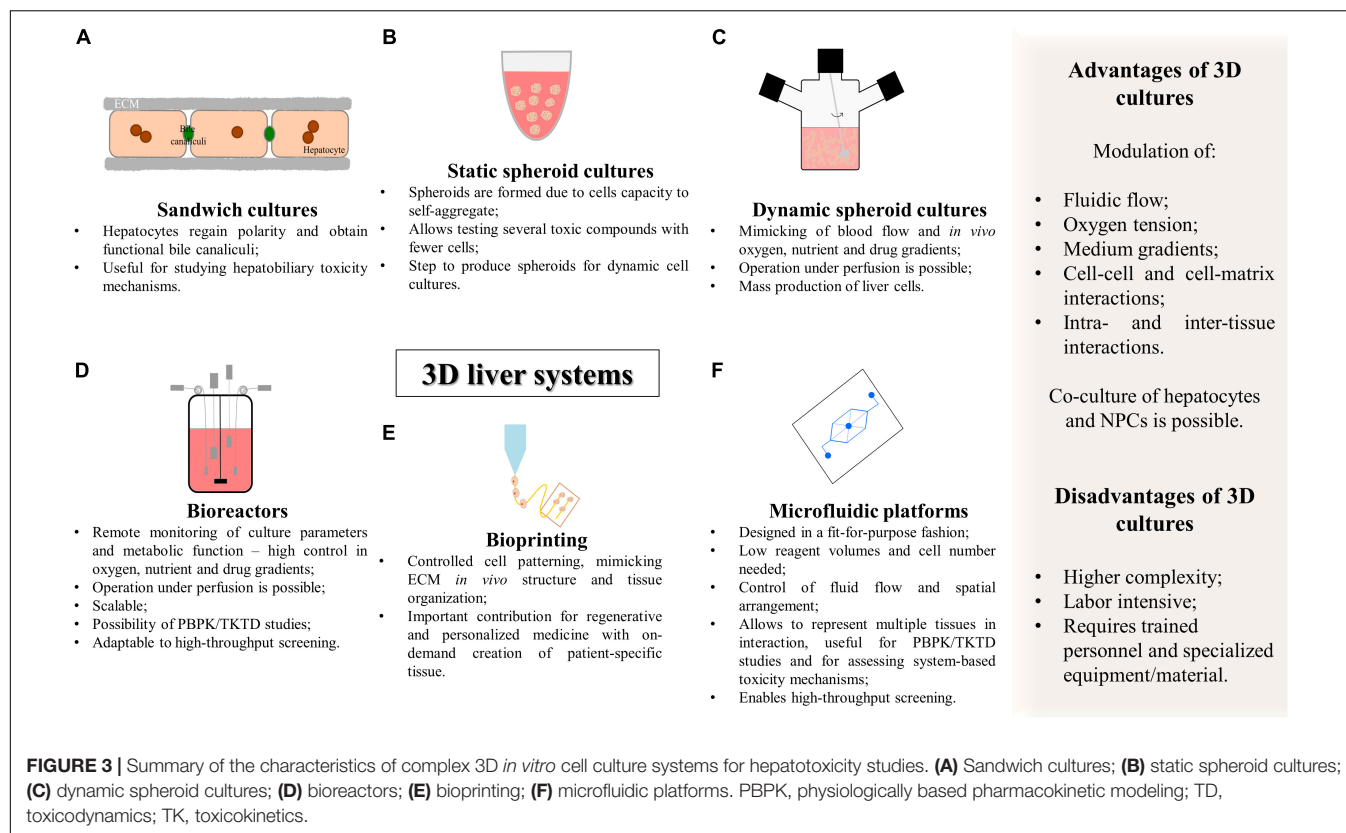 A
ECM
Bile
canaliculi
Hepatocyte
Sandwich cultures
• Hepatocytes regain polarity and obtain
functional bile canaliculi;
• Useful for studying hepatobiliary toxicity
mechanisms.
B
Static spheroid cultures
• Spheroids are formed due to cells capacity to
self-aggregate;
• Allows testing several toxic compounds with
fewer cells;
• Step to produce spheroids for dynamic cell
cultures.
C
Dynamic spheroid cultures
• Mimicking of blood flow and in vivo
oxygen, nutrient and drug gradients;
• Operation under perfusion is possible;
• Mass production of liver cells.
3D liver systems
D
Bioreactors
• Remote monitoring of culture parameters
and metabolic function – high control in
oxygen, nutrient and drug gradients;
• Operation under perfusion is possible;
• Scalable;
• Possibility of PBPK/TKTD studies;
• Adaptable to high-throughput screening.
E
Bioprinting
• Controlled cell patterning, mimicking
ECM in vivo structure and tissue
organization;
• Important contribution for regenerative
and personalized medicine with on-
demand creation of patient-specific
tissue.
F
Microfluidic platforms
• Designed in a fit-for-purpose fashion;
• Low reagent volumes and cell number
needed;
• Control of fluid flow and spatial
arrangement;
• Allows to represent multiple tissues in
interaction, useful for PBPK/TKTD
studies and for assessing system-based
toxicity mechanisms;
• Enables high-throughput screening.
Advantages of 3D
cultures
Modulation of:
• Fluidic flow;
• Oxygen tension;
• Medium gradients;
• Cell-cell and cell-matrix
interactions;
• Intra- and inter-tissue
interactions.
Co-culture of hepatocytes
and NPCs is possible.
Disadvantages of 3D
cultures
• Higher complexity;
• Labor intensive;
• Requires trained
personnel and specialized
equipment/material.
FIGURE 3 | Summary of the characteristics of complex 3D in vitro cell culture systems for hepatotoxicity studies. (A) Sandwich cultures; (B) static spheroid cultures;
(C) dynamic spheroid cultures; (D) bioreactors; (E) bioprinting; (F) microfluidic platforms. PBPK, physiologically based pharmacokinetic modeling; TD,
toxicodynamics; TK, toxicokinetics.